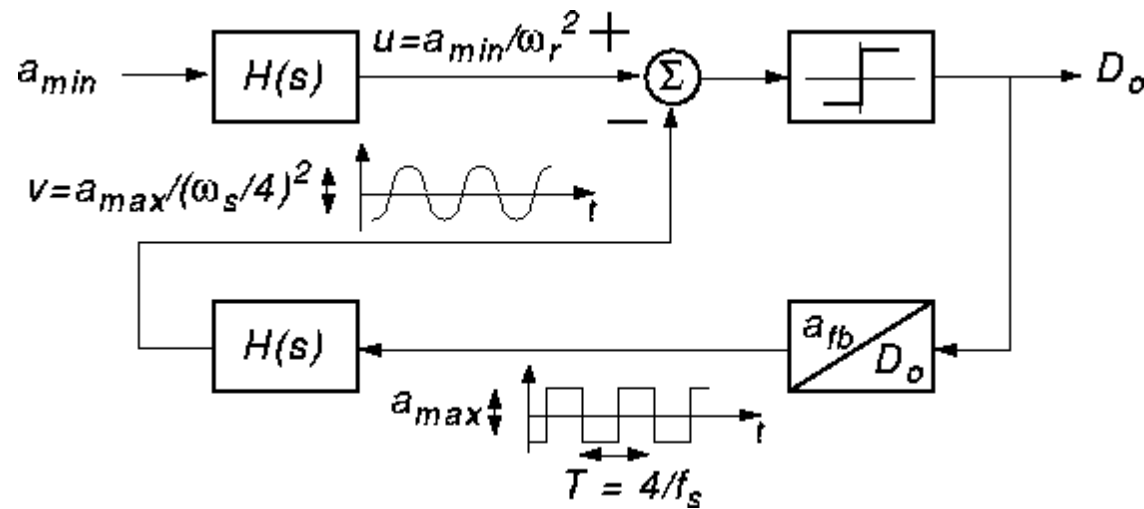 a_min
H(s)
u=a_min/ω_r^2
+
Σ
−
D_o
v=a_max/(ω_s/4)^2
t
H(s)
a_fb
D_o
a_max
t
T = 4/f_s